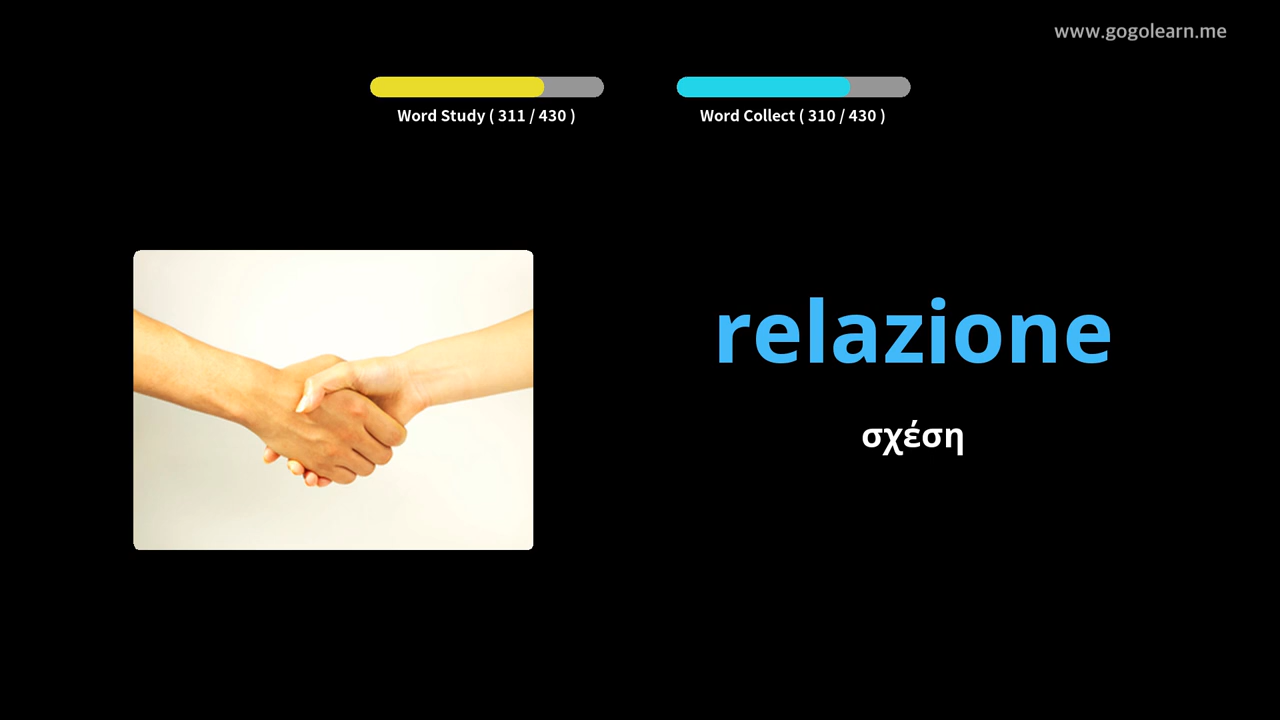 www.gogolearn.me
Word Study ( 311 / 430 )
Word Collect ( 310 / 430 )
relazione
σχέση